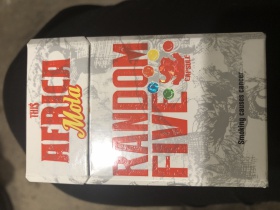 THIS
AFRICA
Mola
RANDOM
FIVE
CAPSULE
Smoking causes cancer